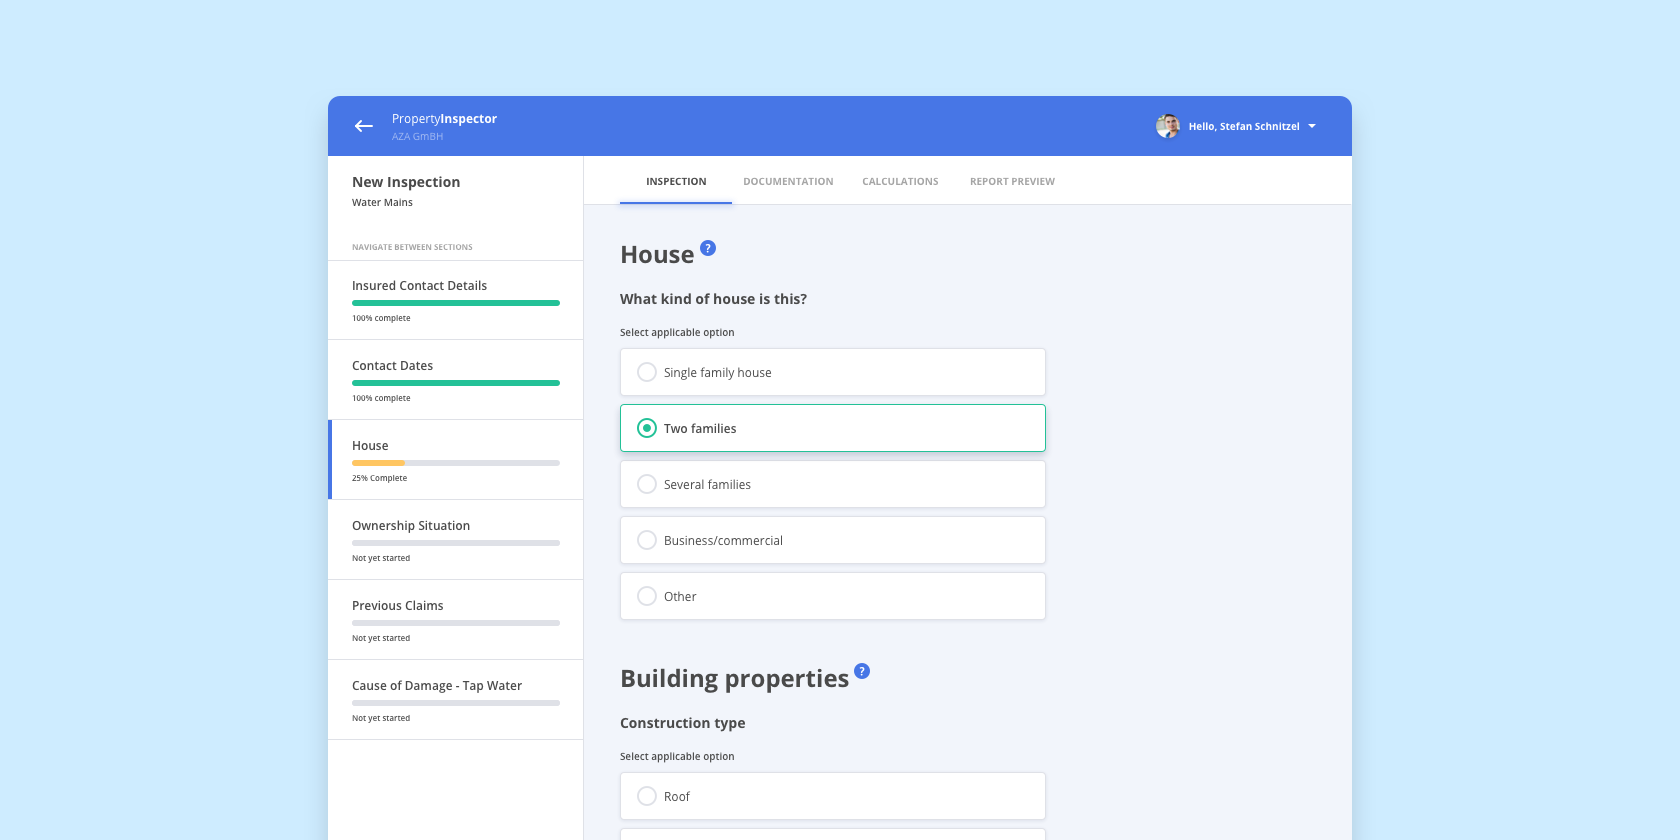 PropertyInspector
AZA GmBH
Hello, Stefan Schnitzel
New Inspection
Water Mains
NAVIGATE BETWEEN SECTIONS
Insured Contact Details
100% complete
Contact Dates
100% complete
House
25% Complete
Ownership Situation
Not yet started
Previous Claims
Not yet started
Cause of Damage - Tap Water
Not yet started
INSPECTION DOCUMENTATION CALCULATIONS REPORT PREVIEW
House ?
What kind of house is this?
Select applicable option
Single family house
Two families
Several families
Business/commercial
Other
Building properties ?
Construction type
Select applicable option
Roof